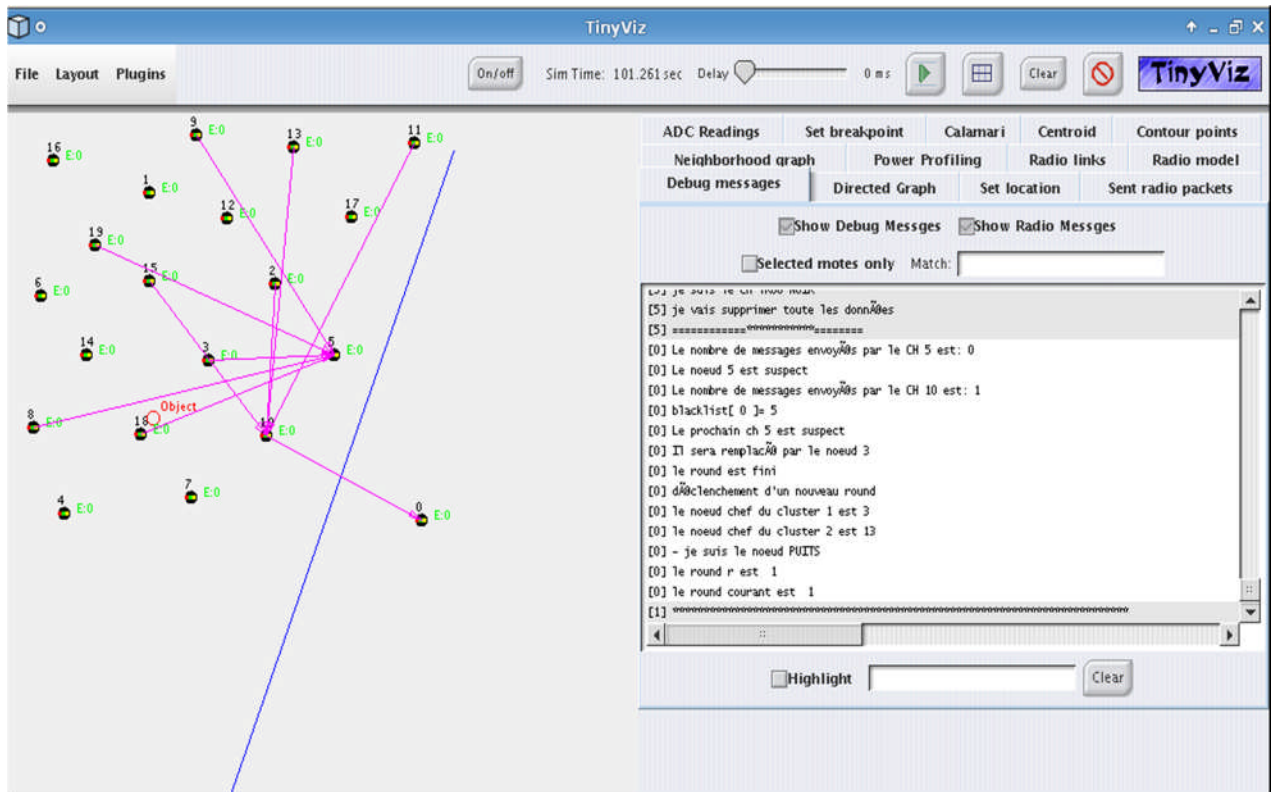 TinyViz
File Layout Plugins
On/off
Sim Time: 101.261 sec Delay 0 ms
Clear
TinyViz
9 E:0
13 E:0
11 E:0
16 E:0
1 E:0
12 E:0
17 E:0
19 E:0
15 E:0
2 E:0
6 E:0
14 E:0
3 E:0
5 E:0
8 E:0
Object
18 E:0
10 E:0
4 E:0
7 E:0
0 E:0
ADC Readings Set breakpoint Calamari Centroid Contour points
Neighborhood graph Power Profiling Radio links Radio model
Debug messages Directed Graph Set location Sent radio packets
Show Debug Messges Show Radio Messges
Selected motes only Match:
[5] je suis le CH TROU NOIR
[5] je vais supprimer toute les donnÃ®es
[5] ============***********========
[0] Le nombre de messages envoyÃ®s par le CH 5 est: 0
[0] Le noeud 5 est suspect
[0] Le nombre de messages envoyÃ®s par le CH 10 est: 1
[0] blacklist[ 0 ]= 5
[0] Le prochain ch 5 est suspect
[0] Il sera remplacÃ® par le noeud 3
[0] le round est fini
[0] dÃ®clenchement d'un nouveau round
[0] le noeud chef du cluster 1 est 3
[0] le noeud chef du cluster 2 est 13
[0] - je suis le noeud PUITS
[0] le round r est 1
[0] le round courant est 1
[1] **********************************************************************
Highlight
Clear